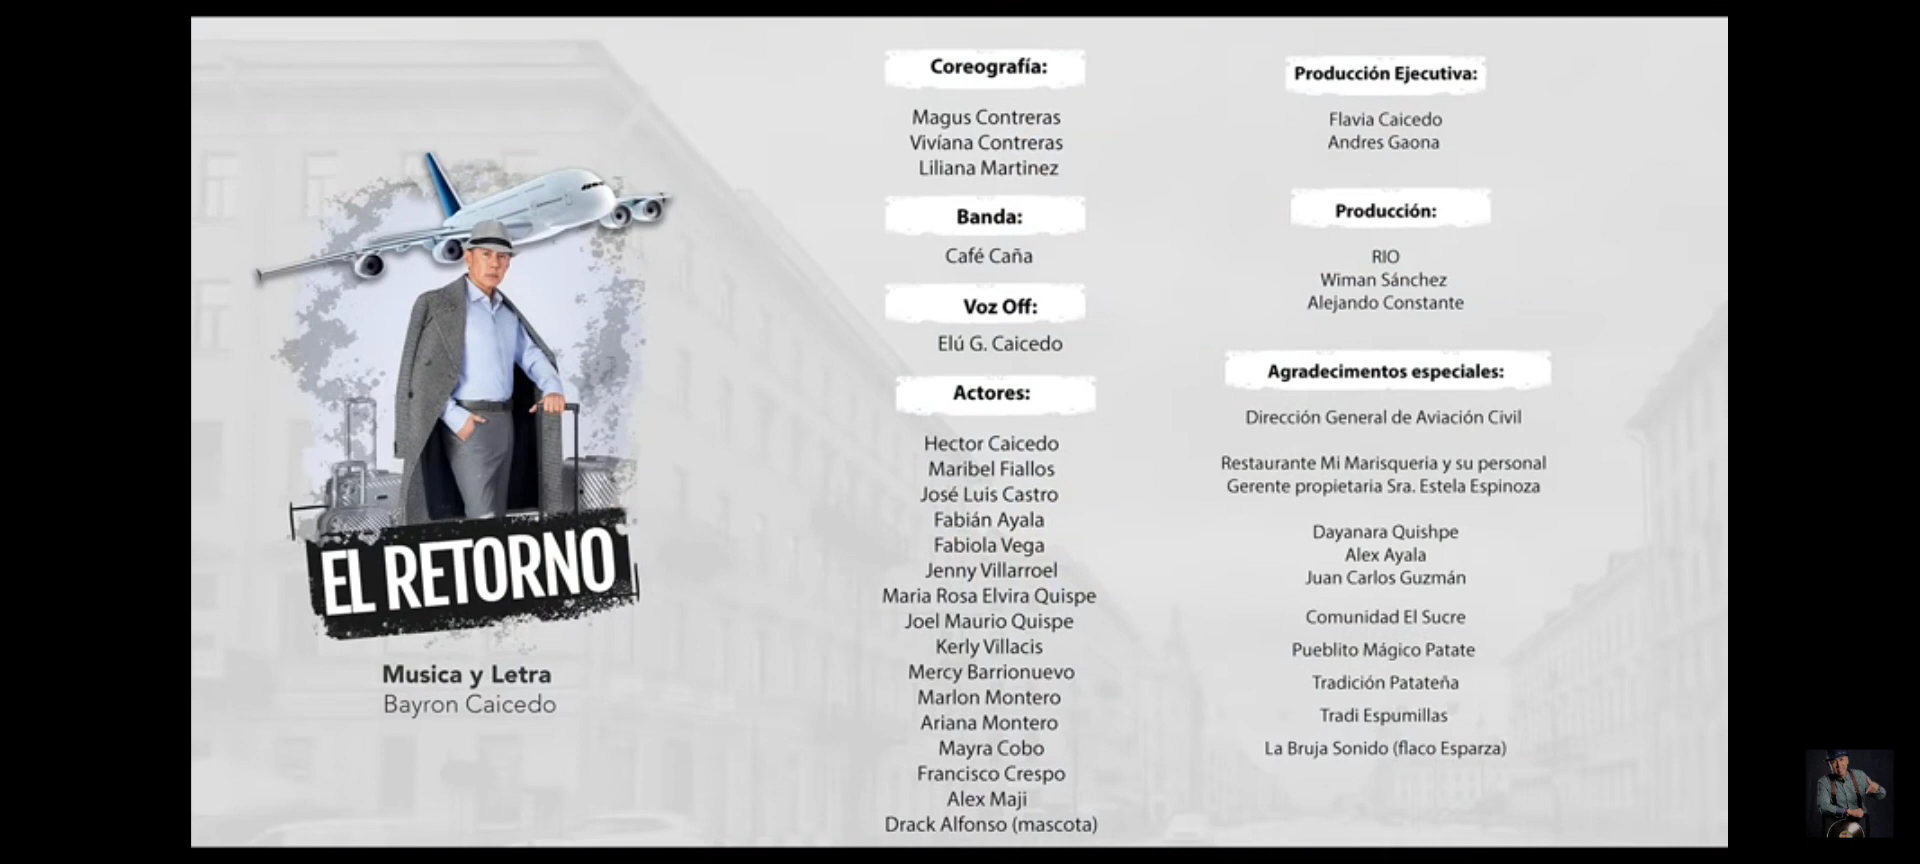 EL RETORNO
Musica y Letra
Bayron Caicedo
Coreografía:
Magus Contreras
Vivíana Contreras
Liliana Martinez
Banda:
Café Caña
Voz Off:
Elú G. Caicedo
Actores:
Hector Caicedo
Maribel Fiallos
José Luis Castro
Fabián Ayala
Fabiola Vega
Jenny Villarroel
Maria Rosa Elvira Quispe
Joel Maurio Quispe
Kerly Villacis
Mercy Barrionuevo
Marlon Montero
Ariana Montero
Mayra Cobo
Francisco Crespo
Alex Maji
Drack Alfonso (mascota)
Producción Ejecutiva:
Flavia Caicedo
Andres Gaona
Producción:
RIO
Wiman Sánchez
Alejando Constante
Agradecimentos especiales:
Dirección General de Aviación Civil
Restaurante Mi Marisqueria y su personal
Gerente propietaria Sra. Estela Espinoza
Dayanara Quishpe
Alex Ayala
Juan Carlos Guzmán
Comunidad El Sucre
Pueblito Mágico Patate
Tradición Patateña
Tradi Espumillas
La Bruja Sonido (flaco Esparza)